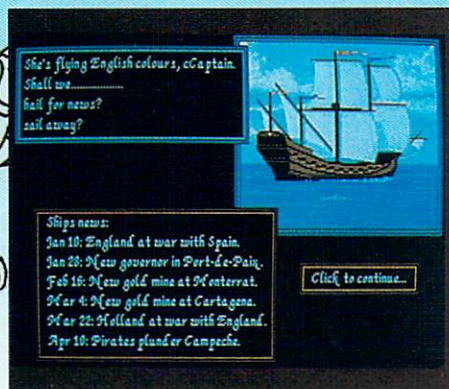 She's flying English colours, cCaptain.
Shall we..................
hail for news?
sail away?
Ships news:
Jan 10: England at war with Spain.
Jan 28: New governor in Port-de-Paix.
Feb 16: New gold mine at Monterrat.
Mar 4: New gold mine at Cartagene.
Mar 22: Holland at war with England.
Apr 10: Pirates plunder Campeche.
Click to continue...